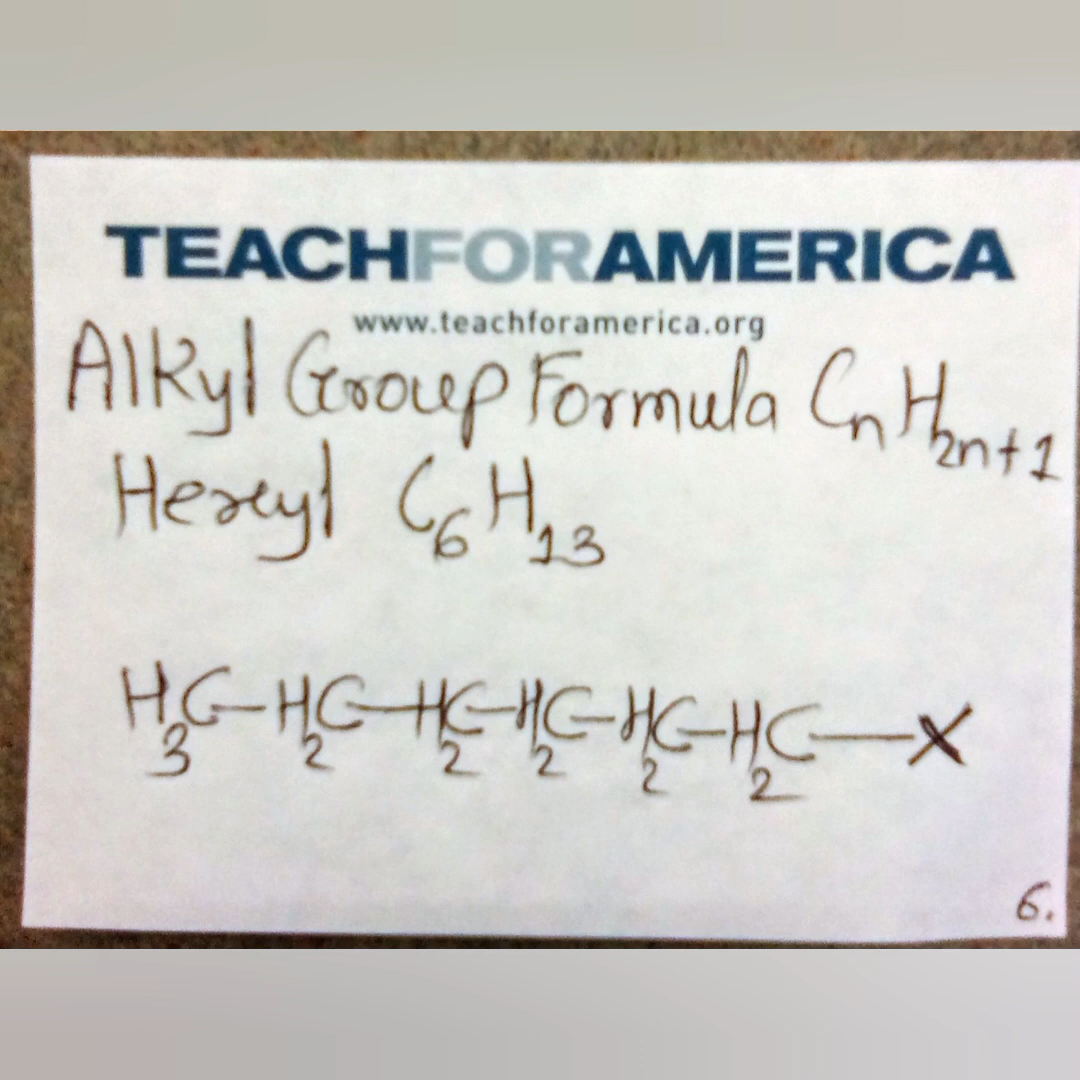 TEACHFORAMERICA
www.teachforamerica.org
Alkyl Group Formula CnH2n+1
Hexyl C6H13
H3C-H2C-H2C-H2C-H2C-H2C-X
6.